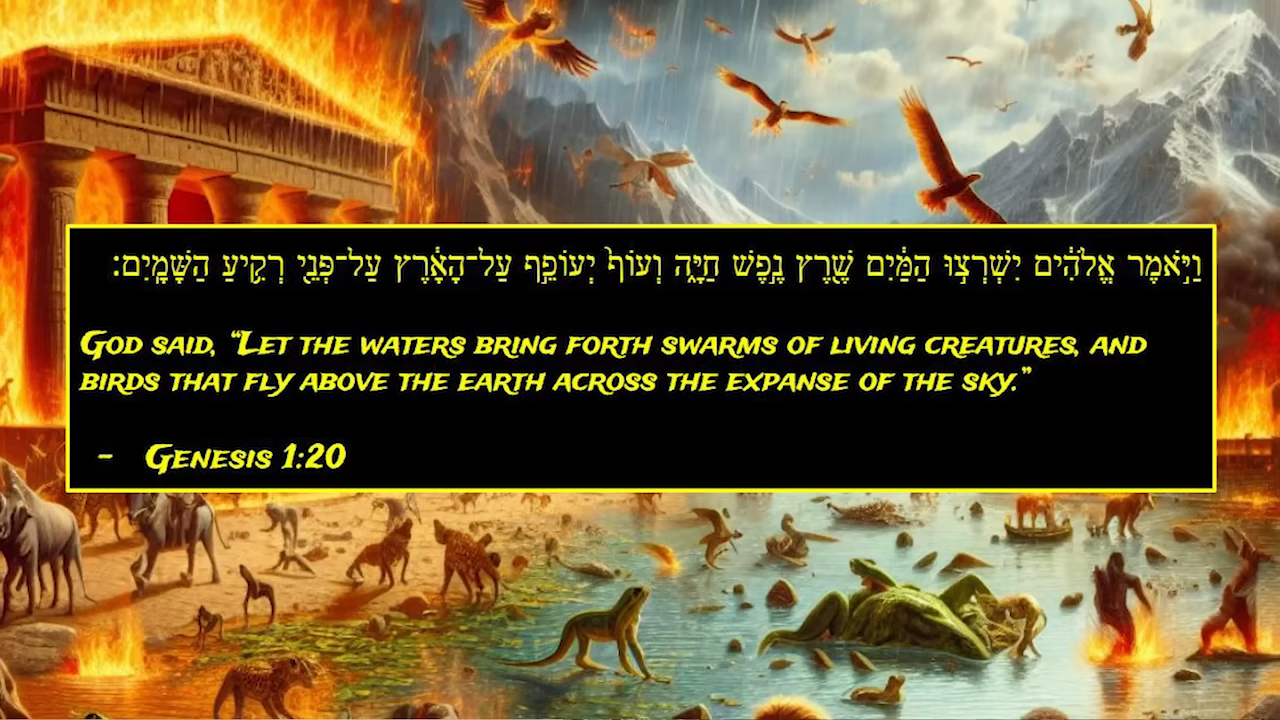 וַיֹּ֣אמֶר אֱלֹהִ֔ים יִשְׁרְצ֣וּ הַמַּ֔יִם שֶׁ֖רֶץ נֶ֣פֶשׁ חַיָּ֑ה וְעוֹף֙ יְעוֹפֵ֣ף עַל־הָאָ֔רֶץ עַל־פְּנֵ֖י רְקִ֥יעַ הַשָּׁמָֽיִם׃
God said, “Let the waters bring forth swarms of living creatures, and
birds that fly above the earth across the expanse of the sky.”
- Genesis 1:20